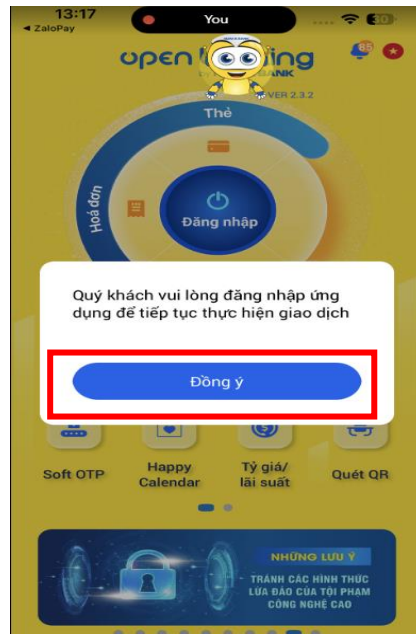 13:17
You
30
◄ ZaloPay
65
VER 2.3.2
Thẻ
Hoá đơn
Đăng nhập
Quý khách vui lòng đăng nhập ứng
dụng để tiếp tục thực hiện giao dịch
Đồng ý
Soft OTP
Happy
Calendar
Tỷ giá/
lãi suất
Quét QR
NHỮNG LƯU Ý
TRÁNH CÁC HÌNH THỨC
LỪA ĐẢO CỦA TỘI PHẠM
CÔNG NGHỆ CAO